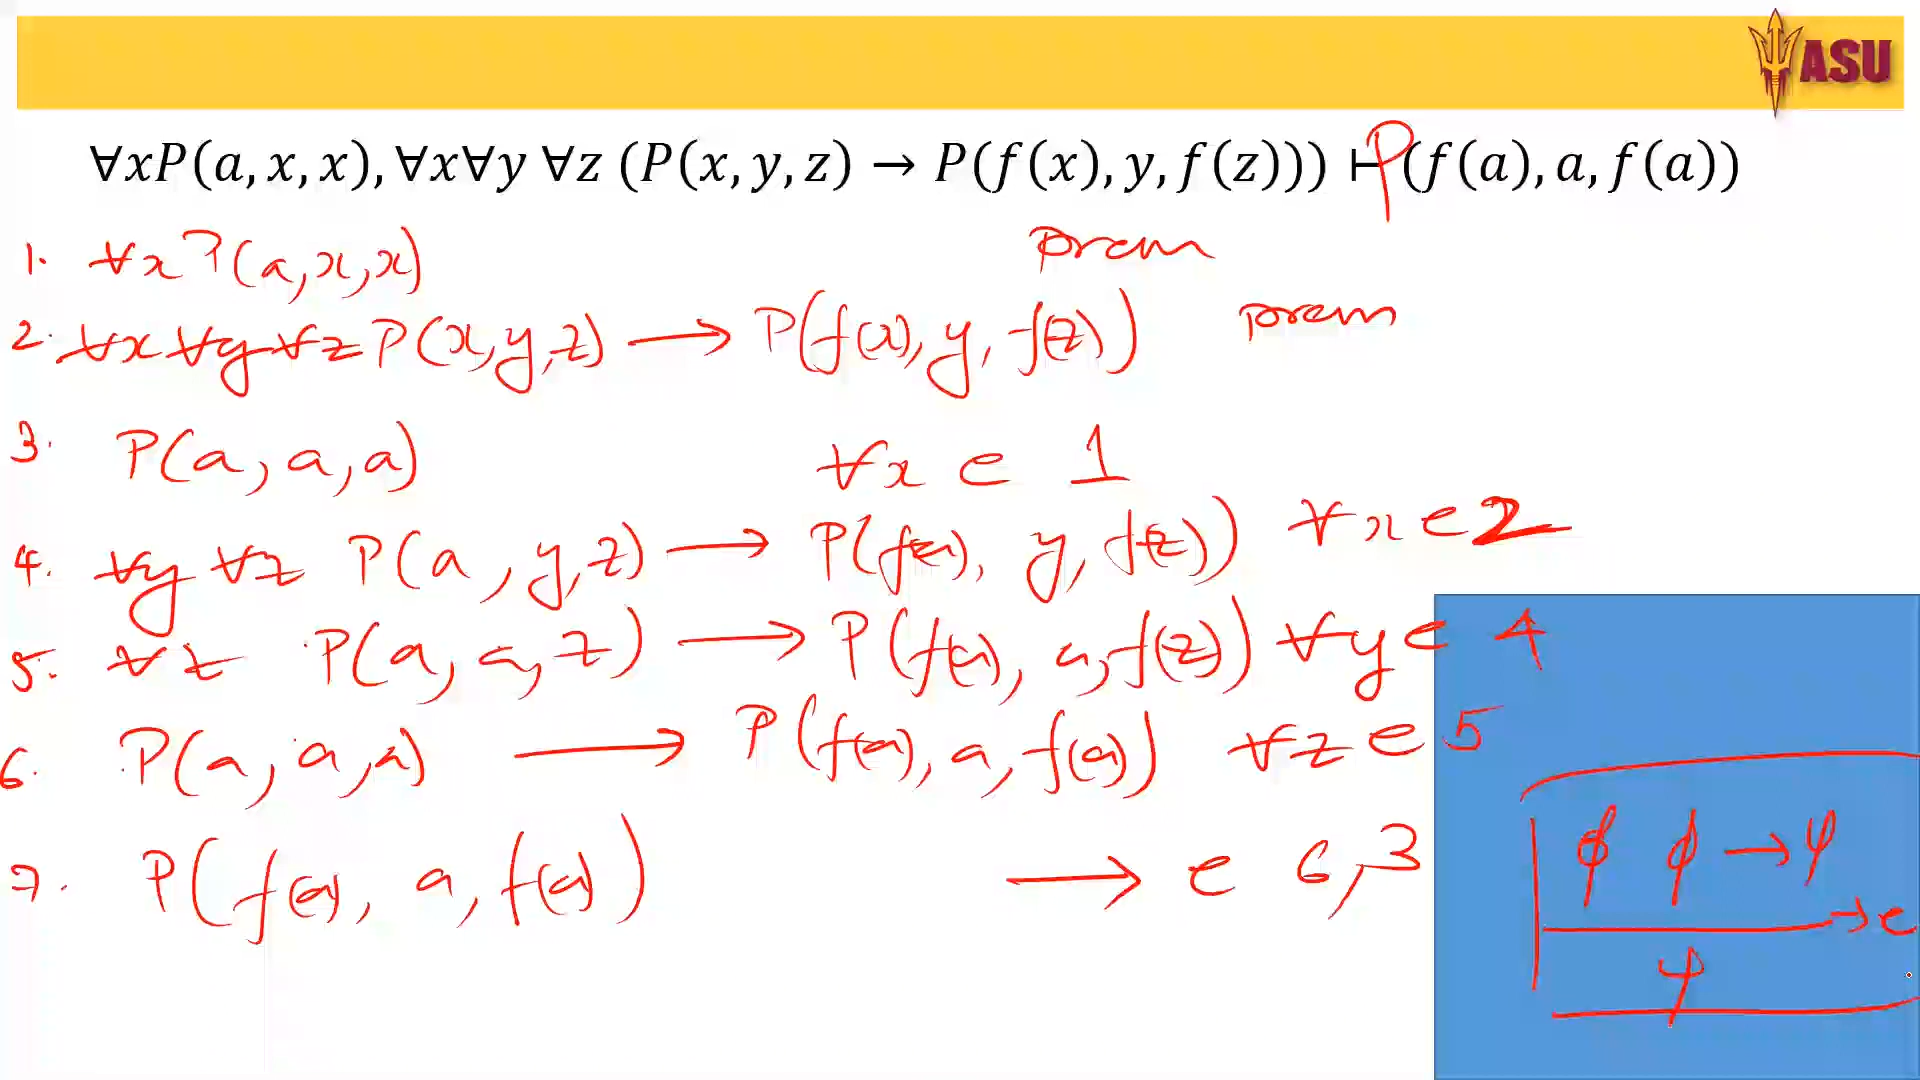 ASU
∀xP(a, x, x), ∀x∀y ∀z (P(x, y, z) → P(f(x), y, f(z))) ⊢ P(f(a), a, f(a))
1. ∀x P(a, x, x) prem
2. ∀x ∀y ∀z P(x, y, z) → P(f(x), y, f(z)) prem
3. P(a, a, a) ∀x e 1
4. ∀y ∀z P(a, y, z) → P(f(a), y, f(z)) ∀x e 2
5. ∀z P(a, a, z) → P(f(a), a, f(z)) ∀y e 4
6. P(a, a, a) → P(f(a), a, f(a)) ∀z e 5
7. P(f(a), a, f(a)) → e 6, 3
ϕ ϕ → ψ
→ e
ψ